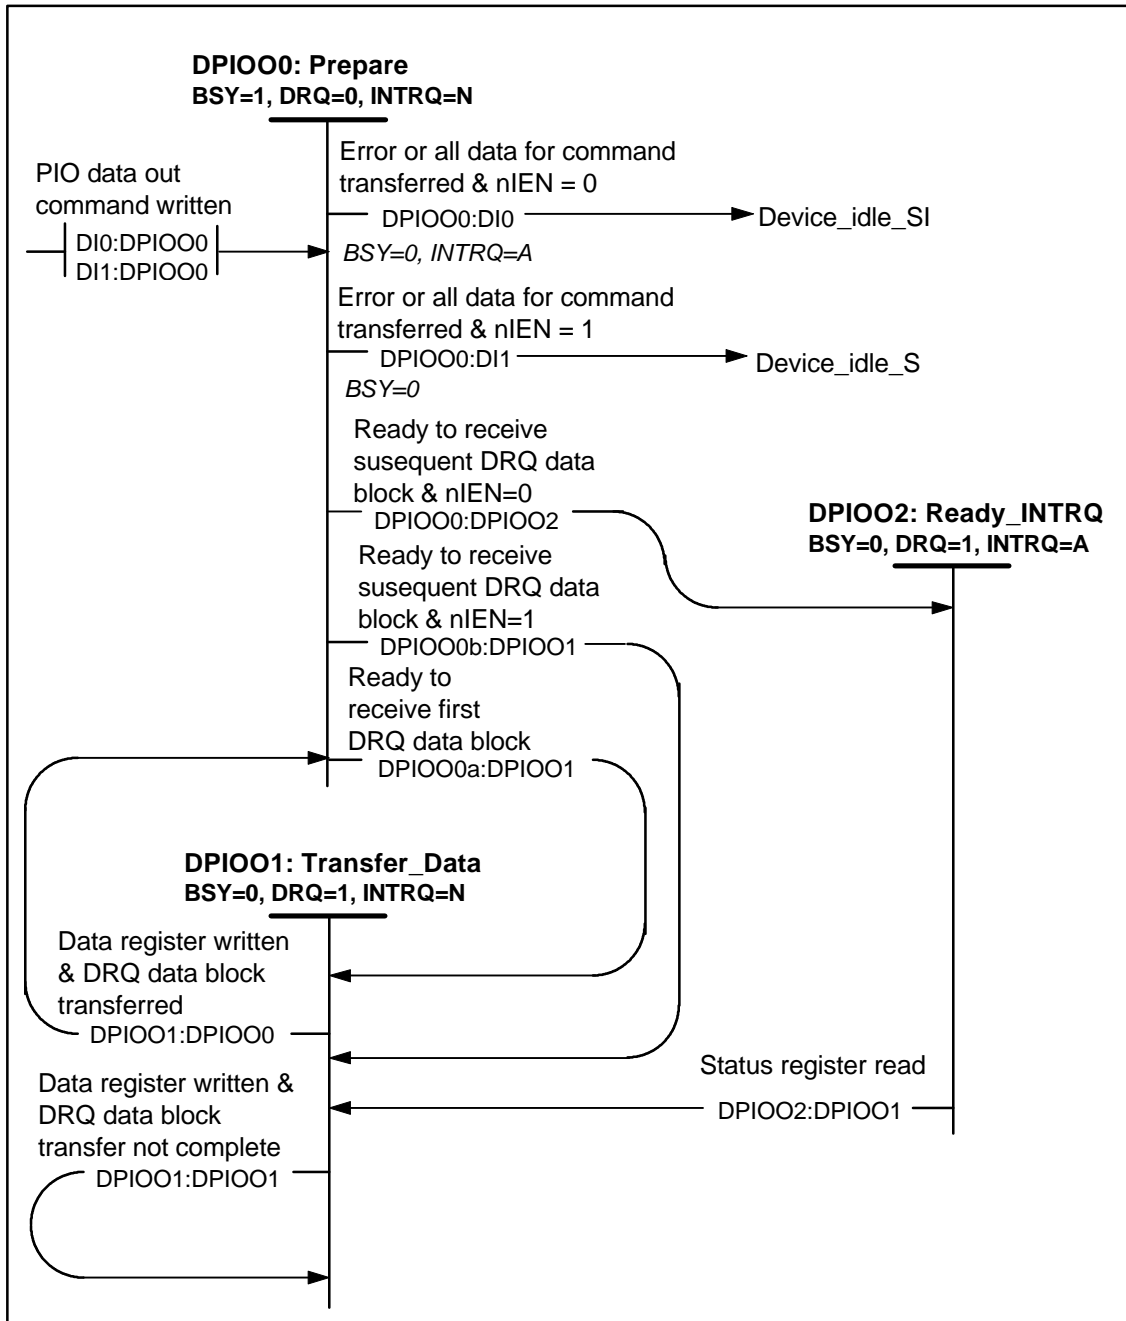 DPIOO0: Prepare
BSY=1, DRQ=0, INTRQ=N
Error or all data for command
transferred & nIEN = 0
DPIOO0:DI0
Device_idle_SI
BSY=0, INTRQ=A
PIO data out
command written
DI0:DPIOO0
DI1:DPIOO0
Error or all data for command
transferred & nIEN = 1
DPIOO0:DI1
Device_idle_S
BSY=0
Ready to receive
susequent DRQ data
block & nIEN=0
DPIOO0:DPIOO2
DPIOO2: Ready_INTRQ
BSY=0, DRQ=1, INTRQ=A
Ready to receive
susequent DRQ data
block & nIEN=1
DPIOO0b:DPIOO1
Ready to
receive first
DRQ data block
DPIOO0a:DPIOO1
DPIOO1: Transfer_Data
BSY=0, DRQ=1, INTRQ=N
Data register written
& DRQ data block
transferred
DPIOO1:DPIOO0
Status register read
DPIOO2:DPIOO1
Data register written &
DRQ data block
transfer not complete
DPIOO1:DPIOO1